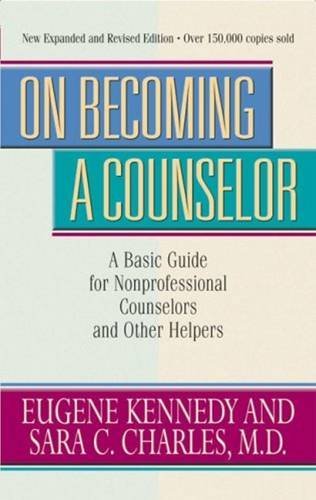 New Expanded and Revised Edition • Over 150,000 copies sold
ON BECOMING
A COUNSELOR
A Basic Guide
for Nonprofessional
Counselors
and Other Helpers
EUGENE KENNEDY AND
SARA C. CHARLES, M.D.